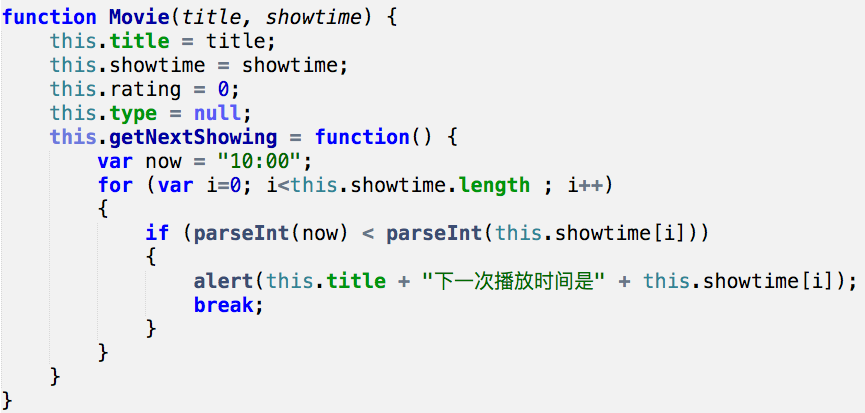 function Movie(title, showtime) {
    this.title = title;
    this.showtime = showtime;
    this.rating = 0;
    this.type = null;
    this.getNextShowing = function() {
        var now = "10:00";
        for (var i=0; i<this.showtime.length ; i++)
        {
            if (parseInt(now) < parseInt(this.showtime[i]))
            {
                alert(this.title + "下一次播放时间是" + this.showtime[i]);
                break;
            }
        }
    }
}